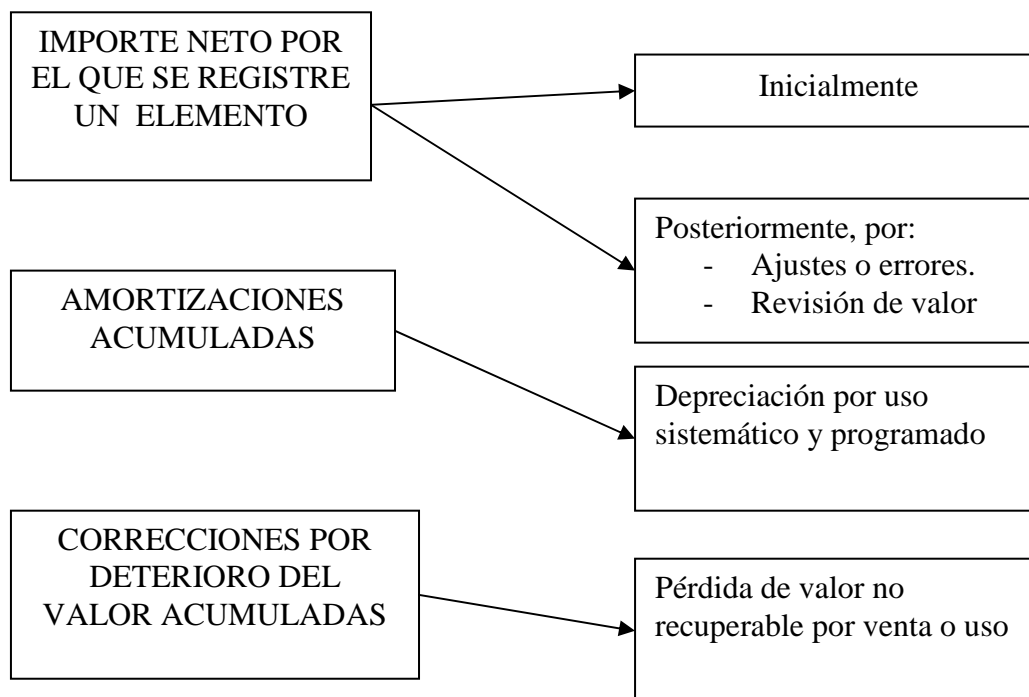 IMPORTE NETO POR
EL QUE SE REGISTRE
UN ELEMENTO
Inicialmente
Posteriormente, por:
- Ajustes o errores.
- Revisión de valor
AMORTIZACIONES
ACUMULADAS
Depreciación por uso
sistemático y programado
CORRECCIONES POR
DETERIORO DEL
VALOR ACUMULADAS
Pérdida de valor no
recuperable por venta o uso